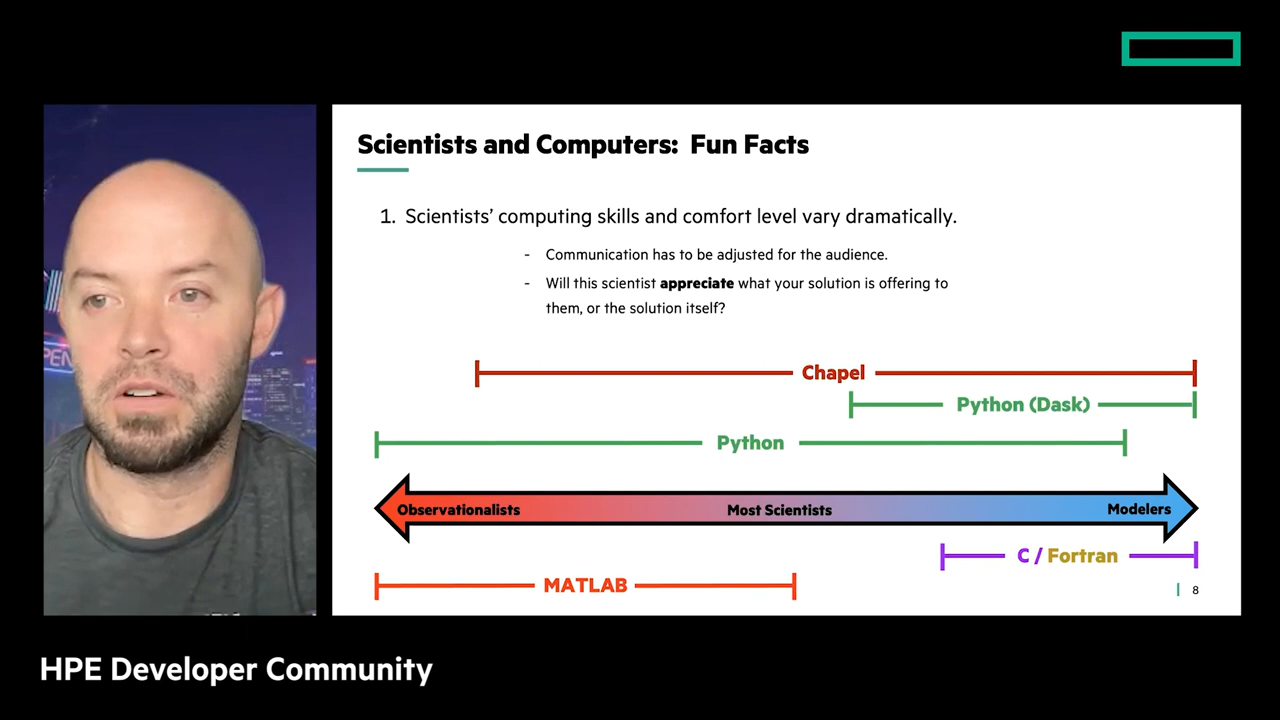 Scientists and Computers: Fun Facts
1. Scientists' computing skills and comfort level vary dramatically.
- Communication has to be adjusted for the audience.
- Will this scientist appreciate what your solution is offering to
them, or the solution itself?
Chapel
Python (Dask)
Python
Observationalists
Most Scientists
Modelers
C / Fortran
MATLAB
8
HPE Developer Community